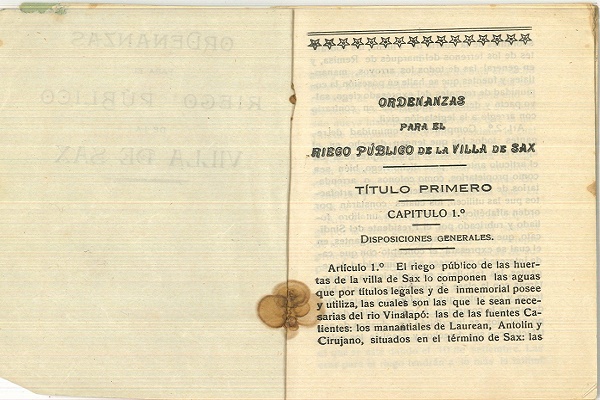 ORDENANZAS
PARA EL
RIEGO PÚBLICO DE LA VILLA DE SAX
TÍTULO PRIMERO
CAPITULO 1.º
DISPOSICIONES GENERALES.
Artículo 1.º El riego público de las huer-
tas de la villa de Sax lo componen las aguas
que por títulos legales y de inmemorial posee
y utiliza, las cuales son las que le sean nece-
sarias del rio Vinalapó: las de las fuentes Ca-
lientes: los manantiales de Laurean, Antolín y
Cirujano, situados en el término de Sax: las